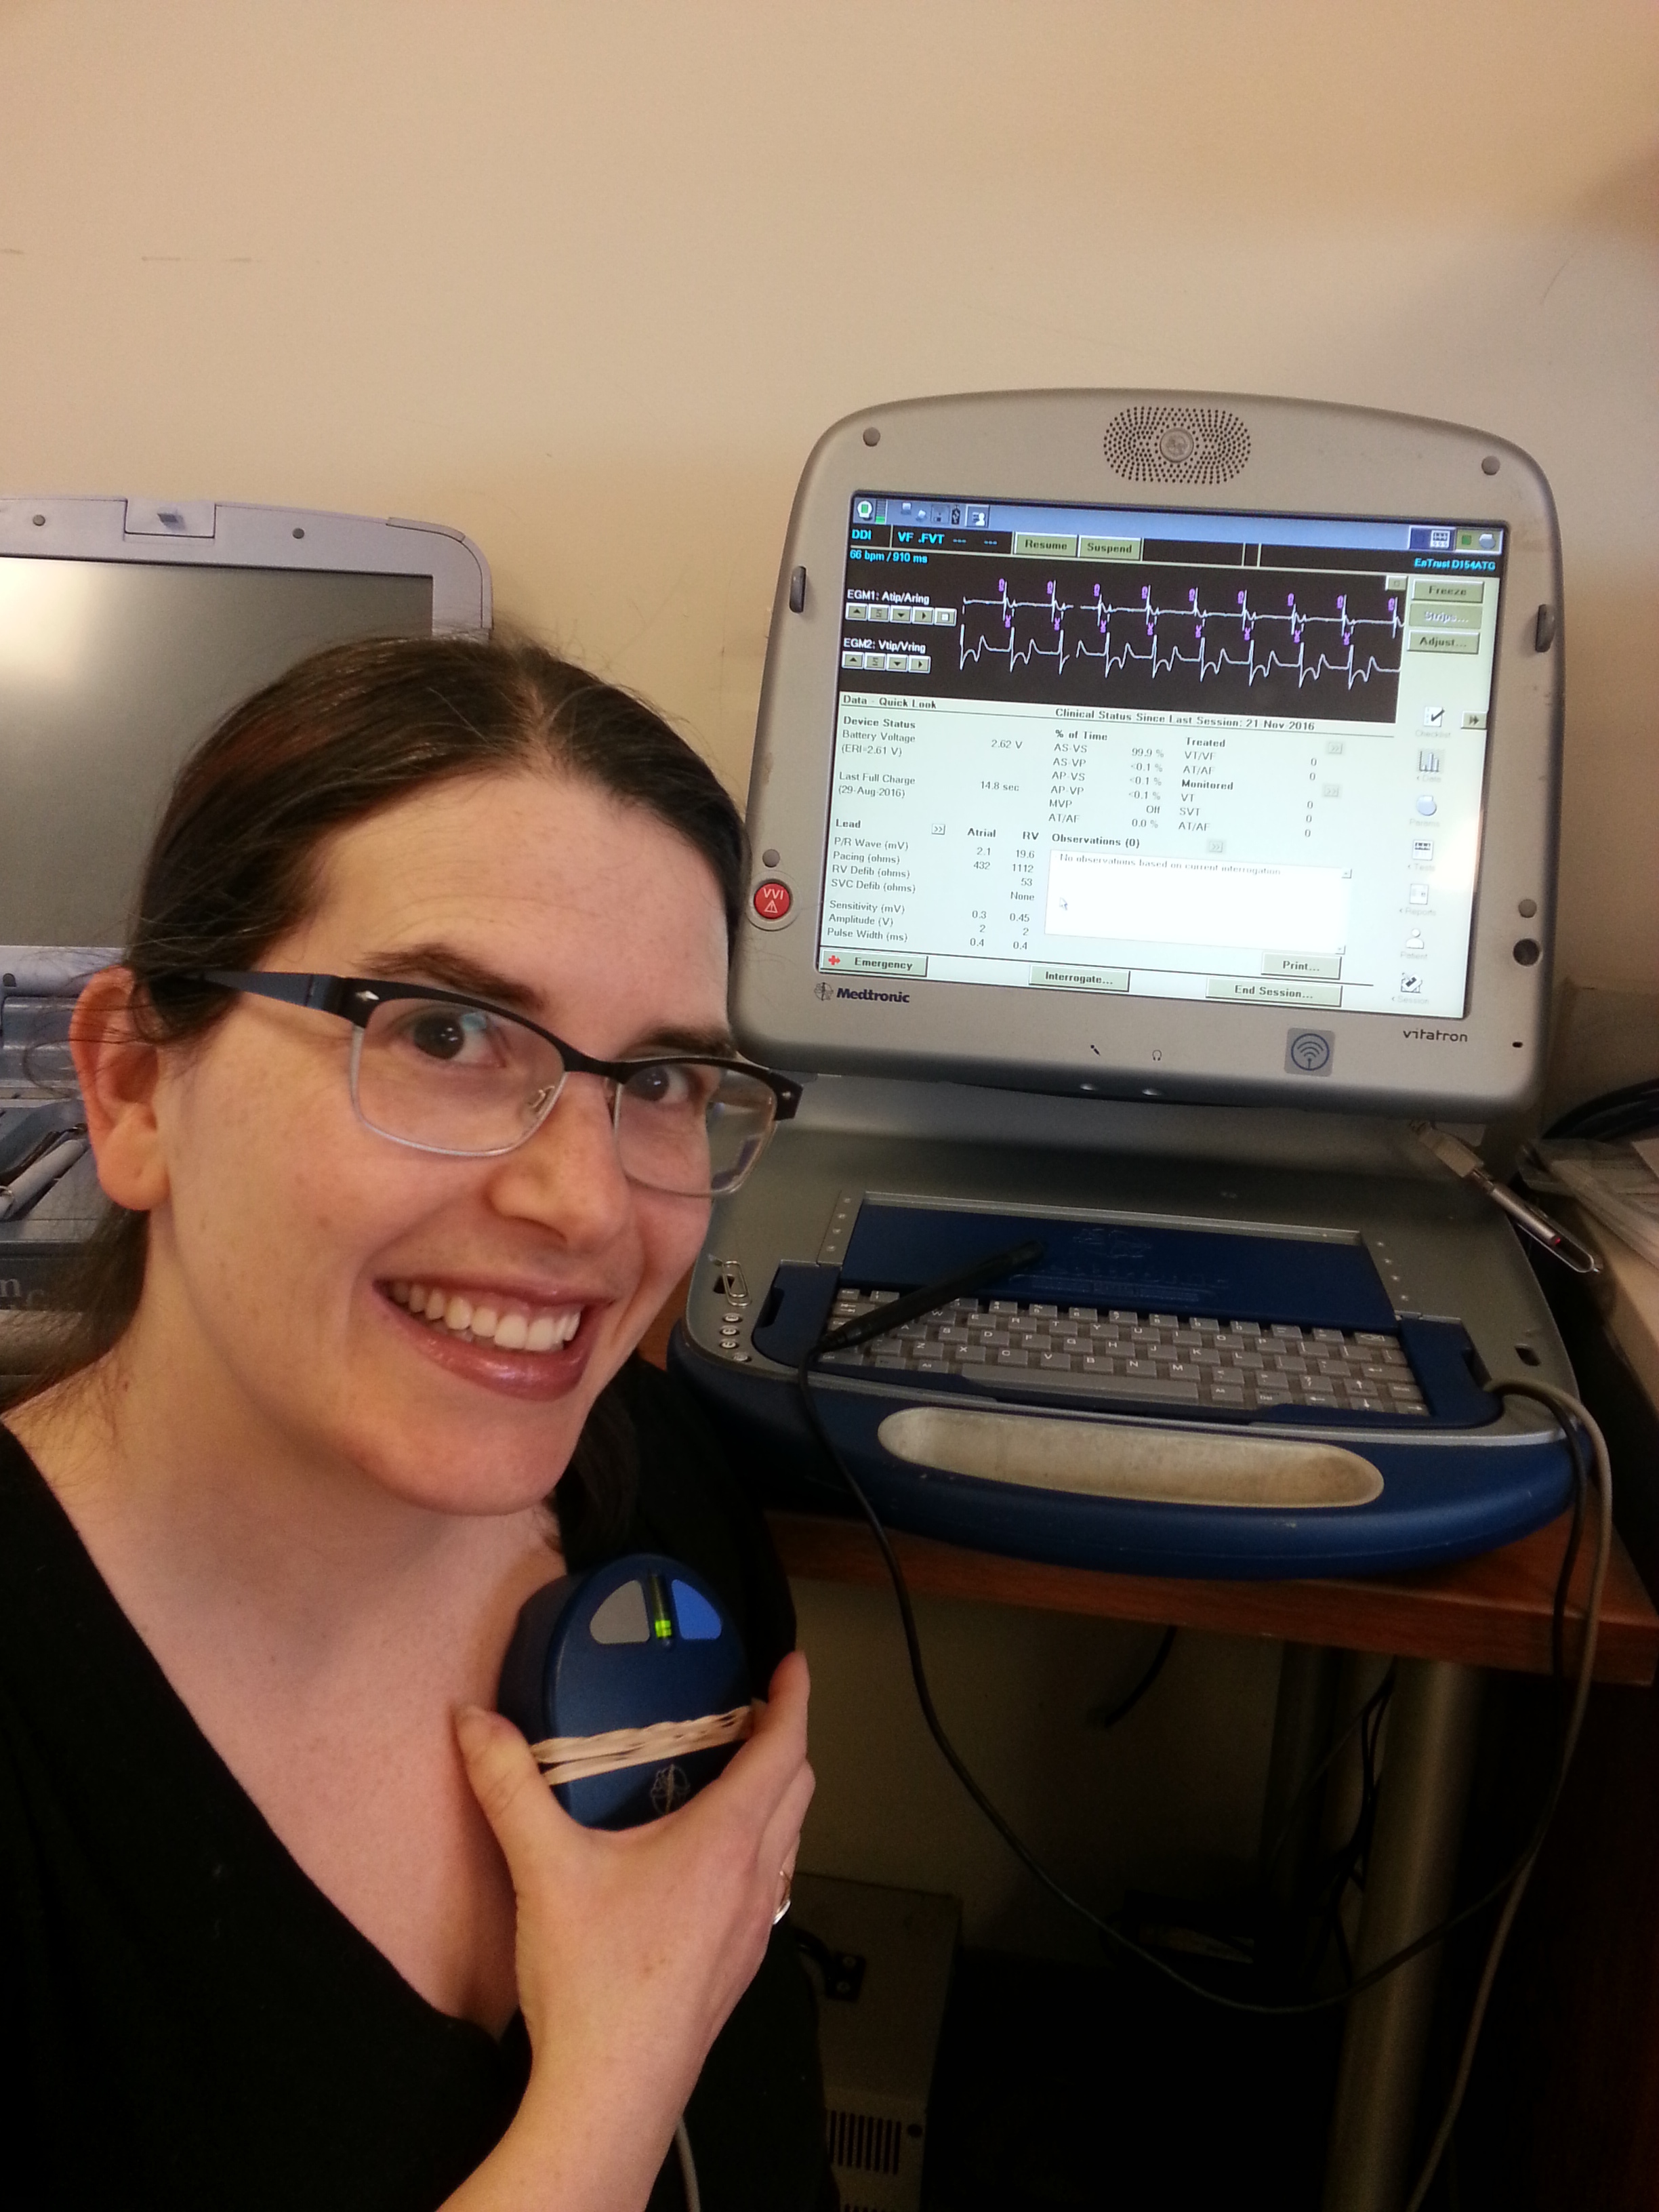 DDI VF .FVT --- --- Resume Suspend
66 bpm / 910 ms
EnTrust D154ATG
Freeze
Strips...
Adjust...
EGM1: Atip/Aring
S
EGM2: Vtip/Vring
S
Data - Quick Look
Clinical Status Since Last Session: 21-Nov-2016
Device Status
Battery Voltage 2.62 V
(ERI=2.61 V)
Last Full Charge 14.8 sec
(29-Aug-2016)
% of Time
AS-VS 99.9 %
AS-VP <0.1 %
AP-VS <0.1 %
AP-VP <0.1 %
MVP Off
AT/AF 0.0 %
Treated
VT/VF 0
AT/AF 0
Monitored
VT 0
SVT 0
AT/AF 0
Lead >> Atrial RV
P/R Wave (mV) 2.1 19.6
Pacing (ohms) 432 1112
RV Defib (ohms) 53
SVC Defib (ohms) None
Sensitivity (mV) 0.3 0.45
Amplitude (V) 2 2
Pulse Width (ms) 0.4 0.4
Observations (0) >>
No observations based on current interrogation.
Checklist
< Data
Params
< Tests
< Reports
Patient
< Session
Emergency
Interrogate...
Print...
End Session...
VVI
Medtronic
vitatron